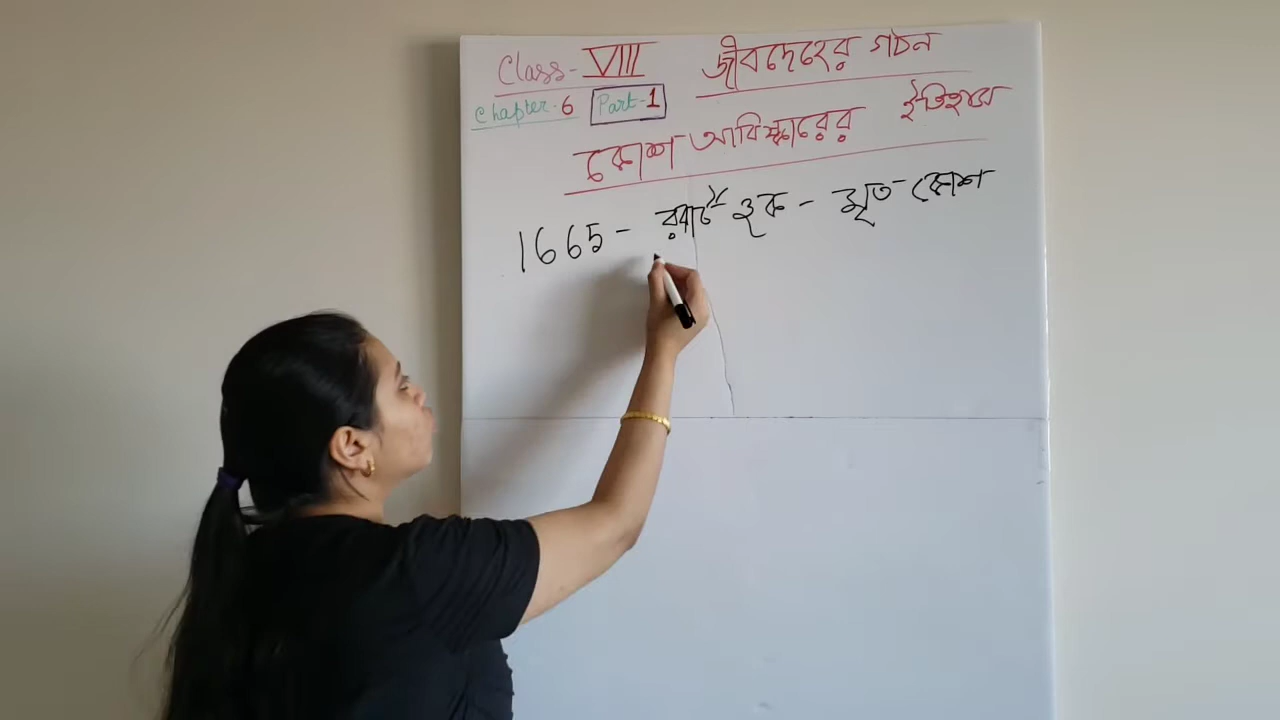 Class- VIII জীবদেহের গঠন
Chapter-6 Part-1
কোশ আবিষ্কারের ইতিহাস
1665 - রবার্ট হুক - মৃত কোশ